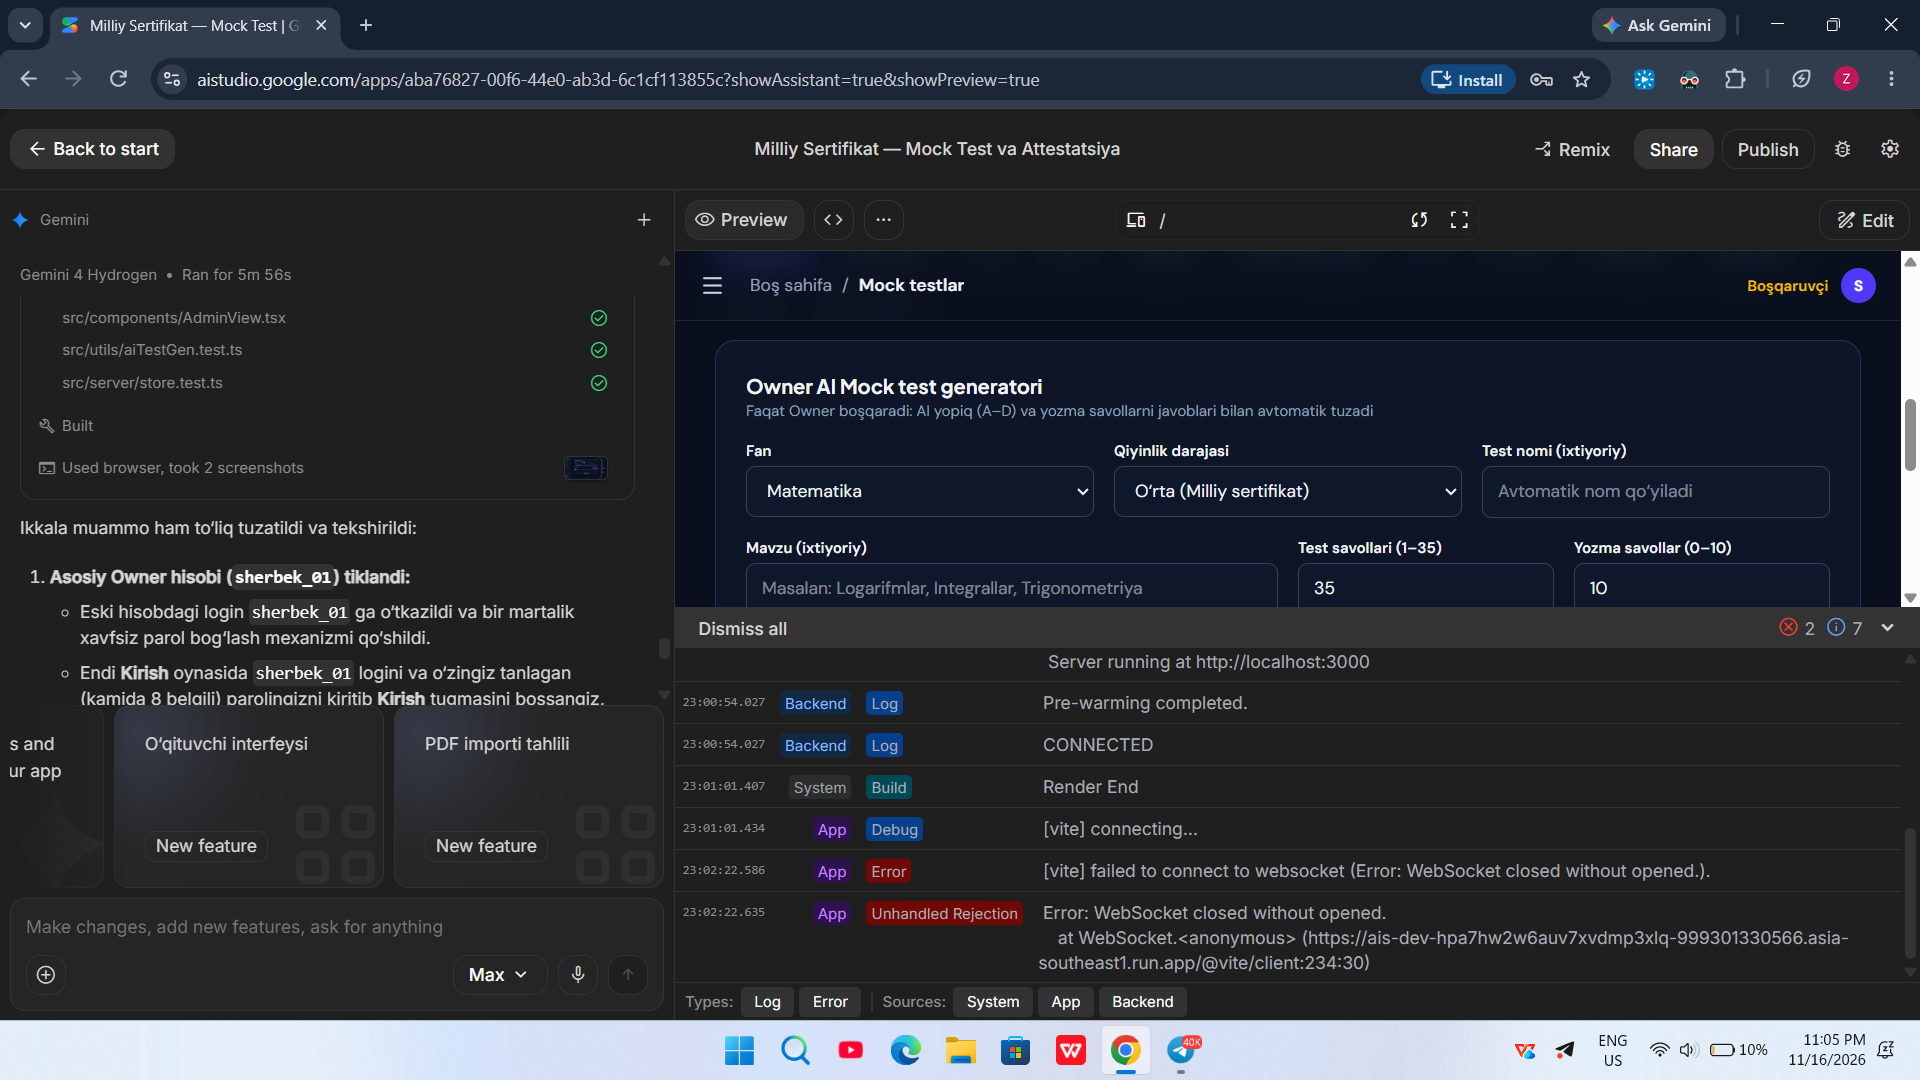 Milliy Sertifikat — Mock Test | G
Ask Gemini
aistudio.google.com/apps/aba76827-00f6-44e0-ab3d-6c1cf113855c?showAssistant=true&showPreview=true
Install
Z
Back to start
Milliy Sertifikat — Mock Test va Attestatsiya
Remix
Share
Publish
Gemini
Gemini 4 Hydrogen • Ran for 5m 56s
src/components/AdminView.tsx
src/utils/aiTestGen.test.ts
src/server/store.test.ts
Built
Used browser, took 2 screenshots
Ikkala muammo ham to‘liq tuzatildi va tekshirildi:
1. Asosiy Owner hisobi (sherbek_01) tiklandi:
Eski hisobdagi login sherbek_01 ga o‘tkazildi va bir martalik
xavfsiz parol bog‘lash mexanizmi qo‘shildi.
Endi Kirish oynasida sherbek_01 logini va o‘zingiz tanlagan
(kamida 8 belgili) parolingizni kiritib Kirish tugmasini bossangiz,
s and
ur app
O‘qituvchi interfeysi
New feature
PDF importi tahlili
New feature
Make changes, add new features, ask for anything
Max
Preview
/
Edit
Boş sahifa / Mock testlar
Boşqaruvçi
S
Owner AI Mock test generatori
Faqat Owner boşqaradi: AI yopiq (A–D) va yozma savollarni javoblari bilan avtomatik tuzadi
Fan
Qiyinlik darajasi
Test nomi (ixtiyoriy)
Matematika
O‘rta (Milliy sertifikat)
Avtomatik nom qo‘yiladi
Mavzu (ixtiyoriy)
Test savollari (1–35)
Yozma savollar (0–10)
Masalan: Logarifmlar, Integrallar, Trigonometriya
35
10
Dismiss all
2
7
Server running at http://localhost:3000
23:00:54.027 Backend Log Pre-warming completed.
23:00:54.027 Backend Log CONNECTED
23:01:01.407 System Build Render End
23:01:01.434 App Debug [vite] connecting...
23:02:22.586 App Error [vite] failed to connect to websocket (Error: WebSocket closed without opened.).
23:02:22.635 App Unhandled Rejection Error: WebSocket closed without opened.
at WebSocket.<anonymous> (https://ais-dev-hpa7hw2w6auv7xvdmp3xlq-999301330566.asia-
southeast1.run.app/@vite/client:234:30)
Types: Log Error Sources: System App Backend
40K
ENG
US
10%
11:05 PM
11/16/2026